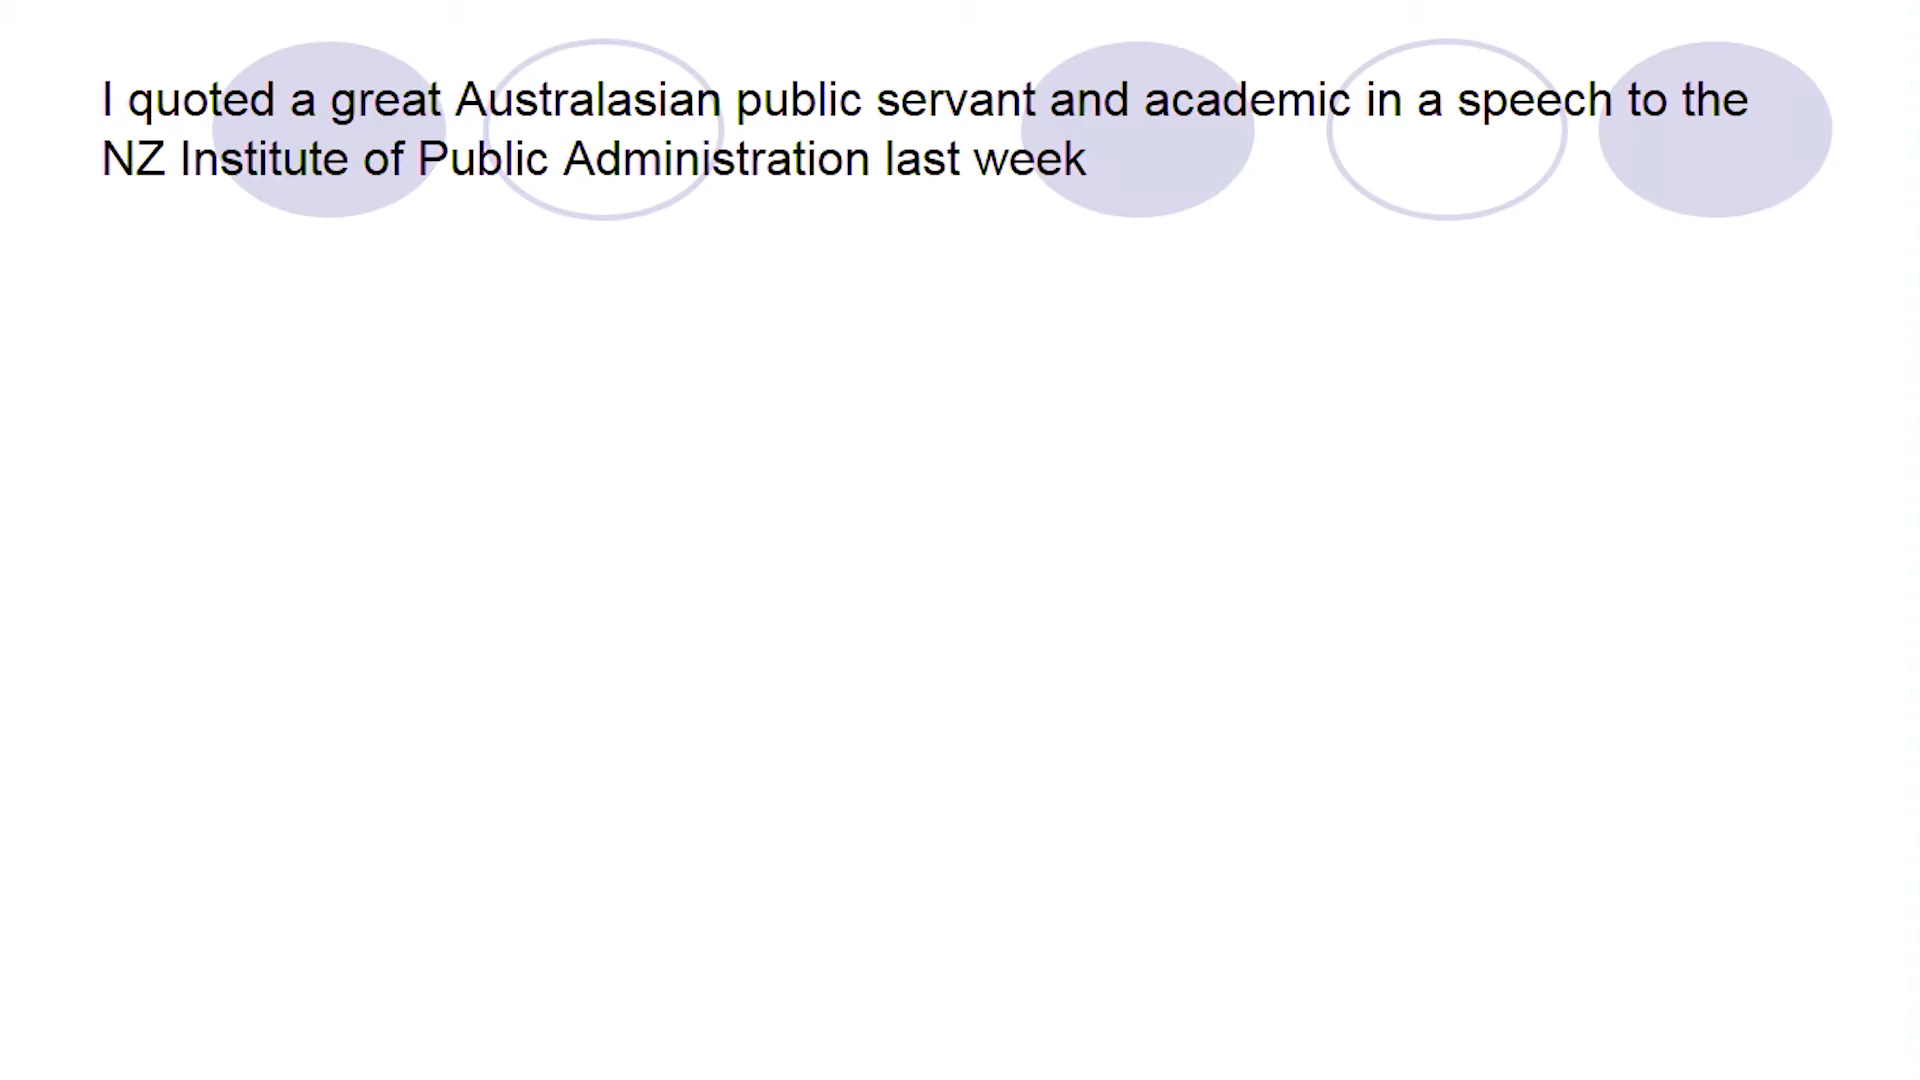 I quoted a great Australasian public servant and academic in a speech to the
NZ Institute of Public Administration last week